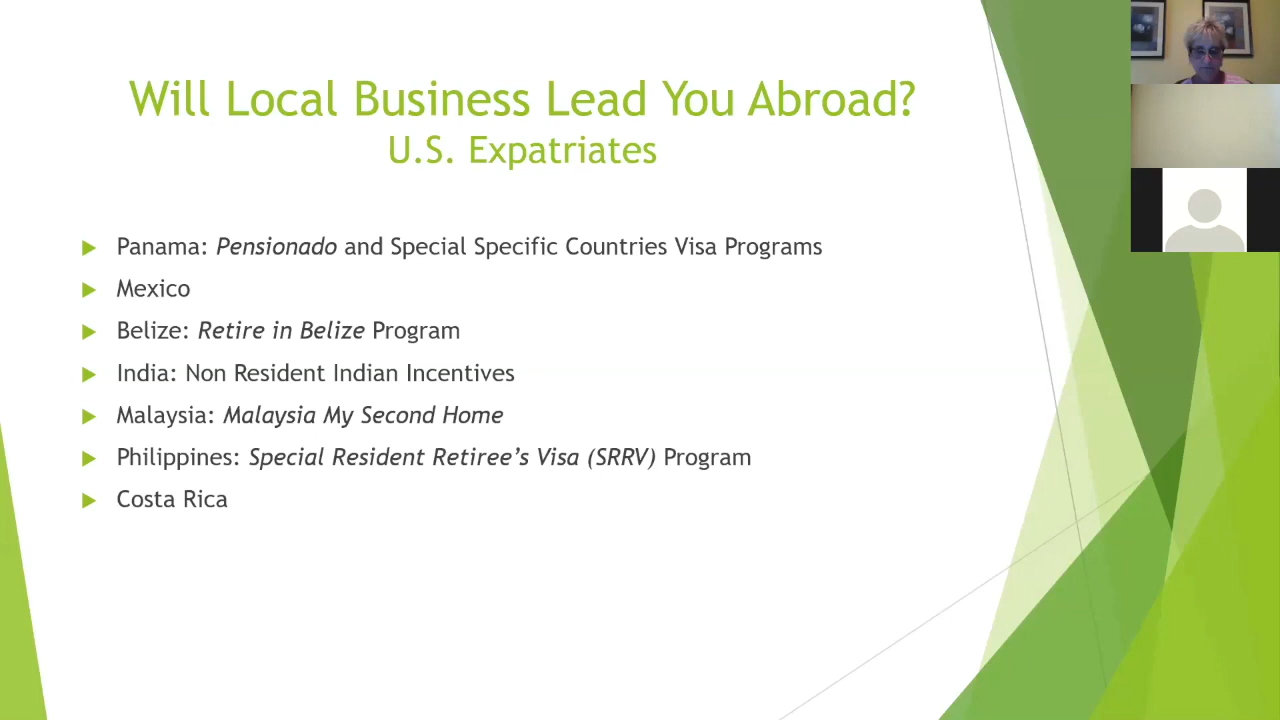 Will Local Business Lead You Abroad?
U.S. Expatriates
Panama: Pensionado and Special Specific Countries Visa Programs
Mexico
Belize: Retire in Belize Program
India: Non Resident Indian Incentives
Malaysia: Malaysia My Second Home
Philippines: Special Resident Retiree’s Visa (SRRV) Program
Costa Rica